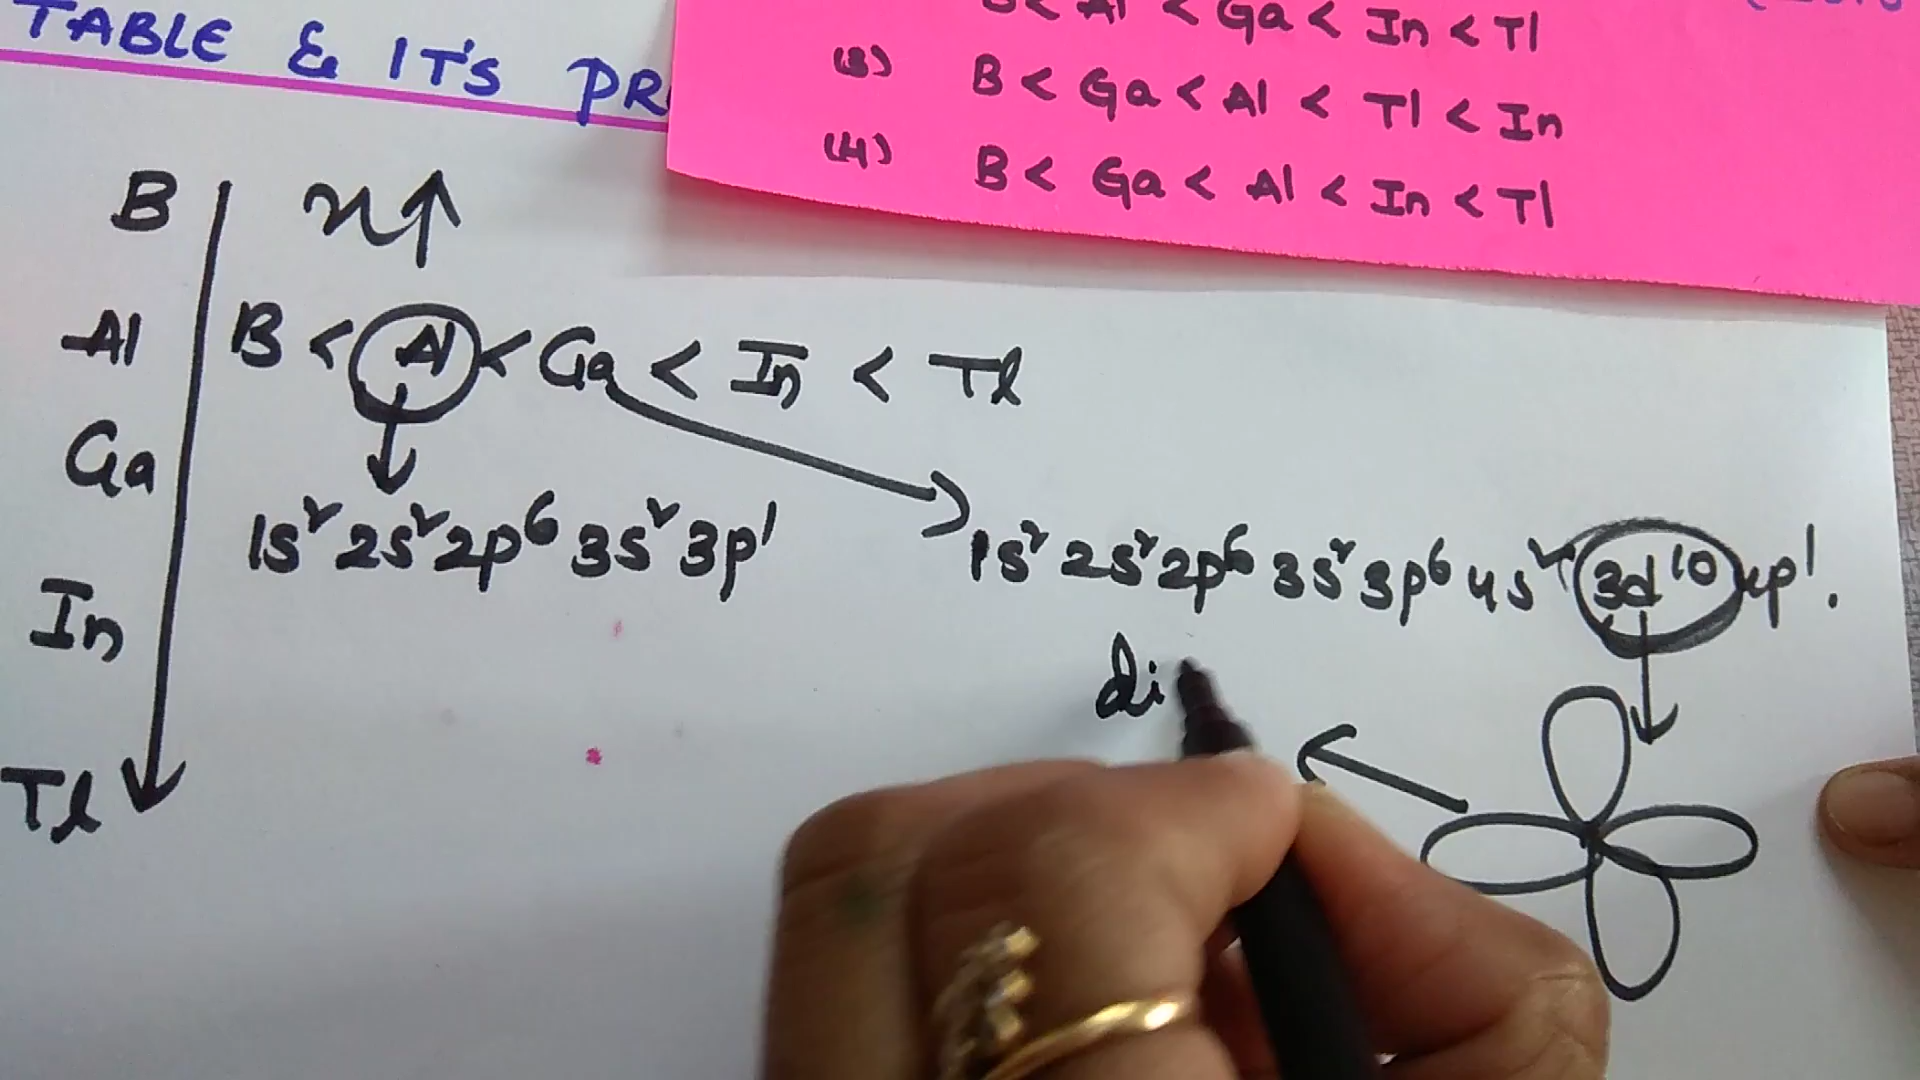 TABLE & IT'S PR
< Al < Ga < In < Tl
(3) B < Ga < Al < Tl < In
(4) B < Ga < Al < In < Tl
B
n↑
Al
B < Al < Ga < In < Tl
Ga
1s² 2s² 2p⁶ 3s² 3p¹
1s² 2s² 2p⁶ 3s² 3p⁶ 4s² 3d¹⁰ 4p¹.
In
di
Tl